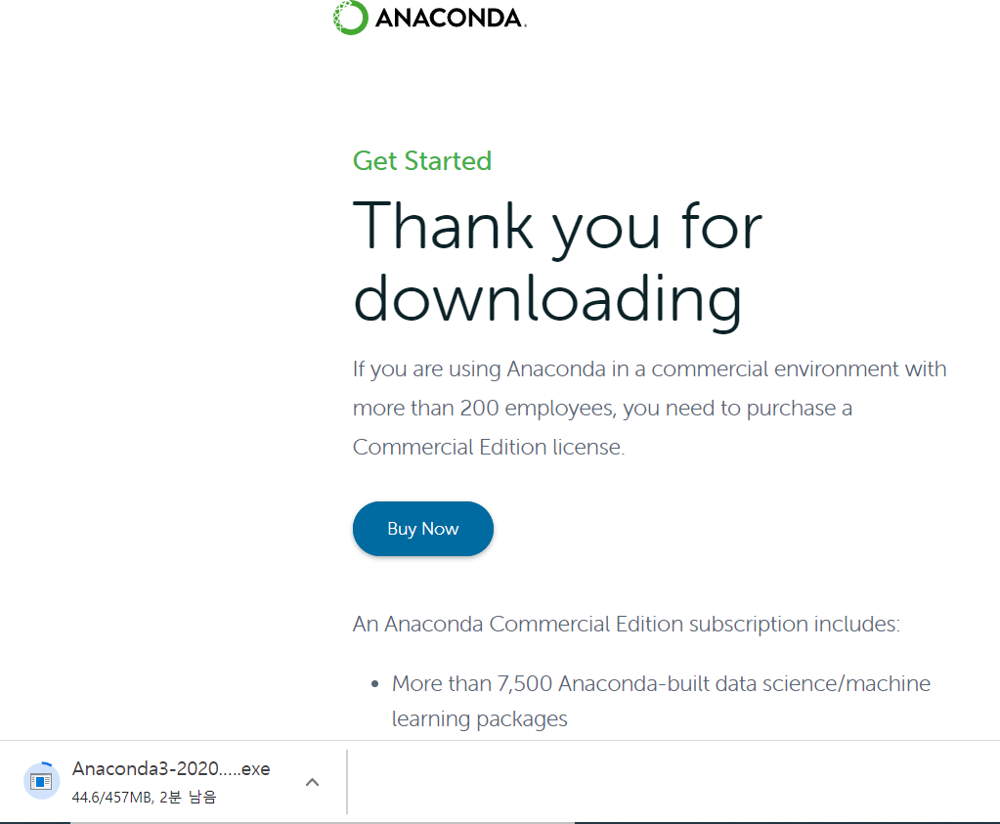 ANACONDA.
Get Started
Thank you for
downloading
If you are using Anaconda in a commercial environment with
more than 200 employees, you need to purchase a
Commercial Edition license.
Buy Now
An Anaconda Commercial Edition subscription includes:
• More than 7,500 Anaconda-built data science/machine
learning packages
Anaconda3-2020.....exe
44.6/457MB, 2분 남음